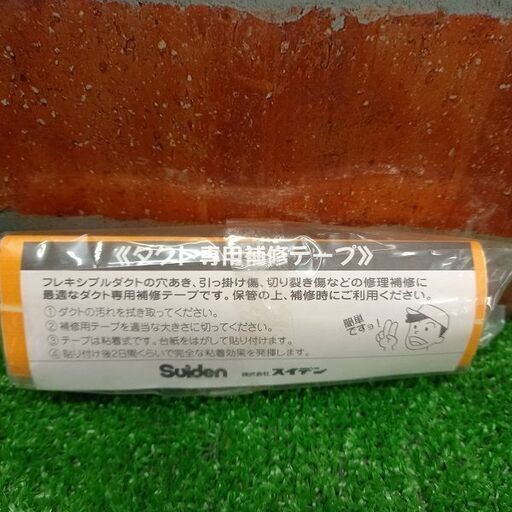 《ダクト専用補修テープ》
フレキシブルダクトの穴あき、引っ掛け傷、切り裂き傷などの修理補修に
最適なダクト専用補修テープです。保管の上、補修時にご利用ください。
①ダクトの汚れを拭き取ってください。
②補修用テープを適当な大きさに切ってください。
③テープは粘着式です。台紙をはがして貼り付けます。
④貼り付け後2日間くらいで完全な粘着効果を発揮します。
簡単
ですョ!
Suiden 株式会社 スイデン